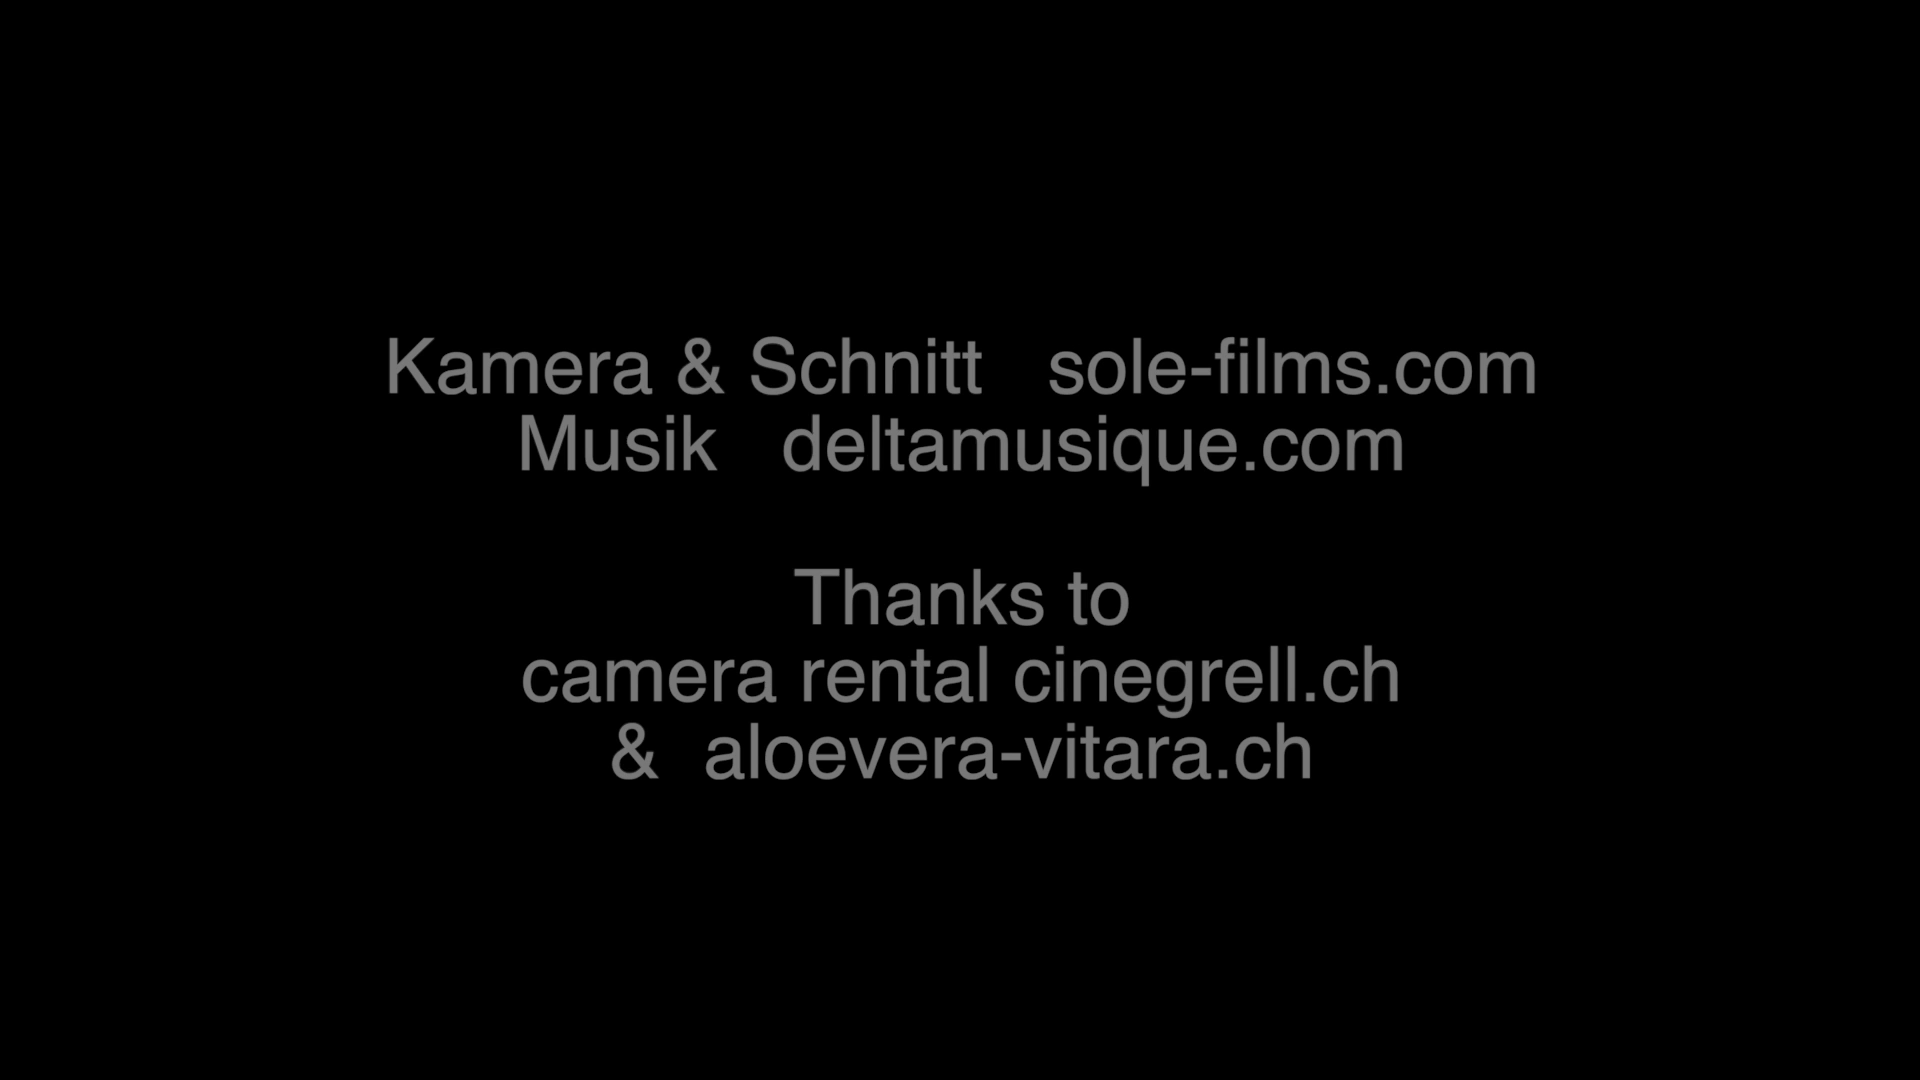 Kamera & Schnitt sole-films.com
Musik deltamusique.com
Thanks to
camera rental cinegrell.ch
& aloevera-vitara.ch